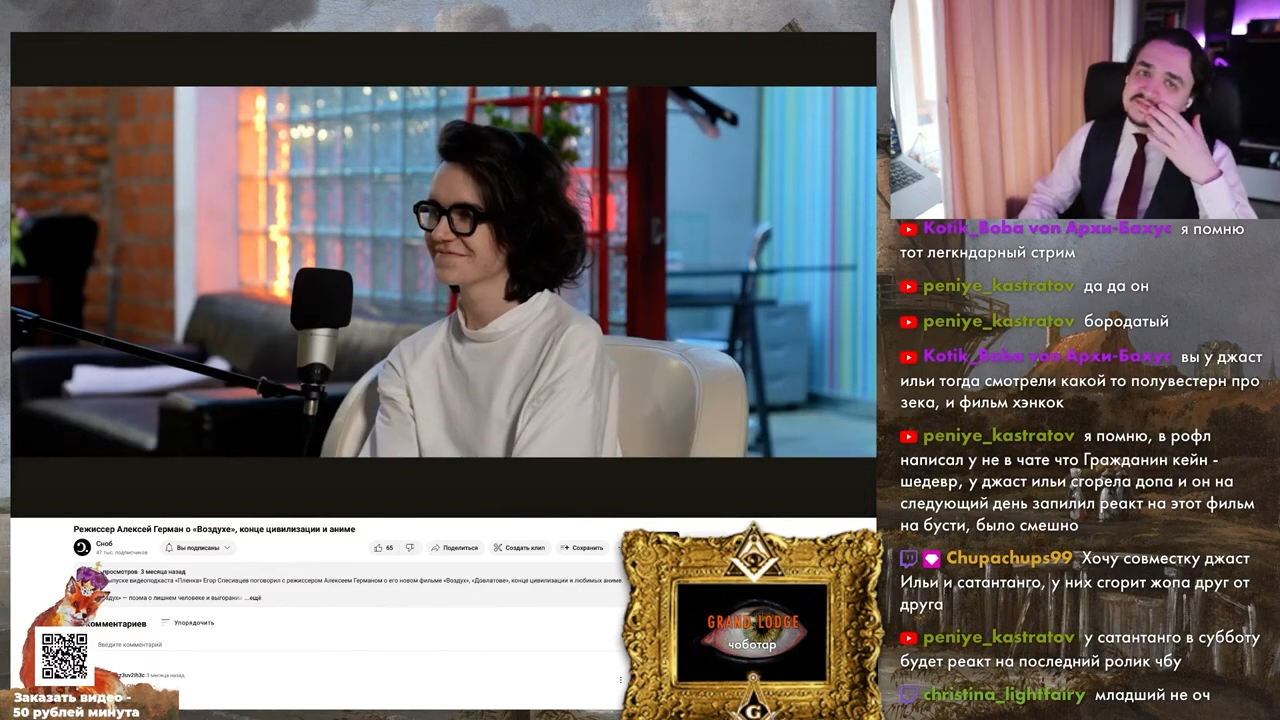 Режиссер Алексей Герман о «Воздухе», конце цивилизации и аниме
Сноб
47 тыс. подписчиков
Вы подписаны
65
Поделиться
Создать клип
Сохранить
просмотров 3 месяца назад
Егор Спесивцев поговорил с режиссером Алексеем Германом о его новом фильме «Воздух», «Довлатове», конце цивилизации и любимых аниме.
— поэма о лишнем человеке и выгорании ...ещё
Упорядочить
Введите комментарий
3 месяца назад
Заказать видео -
50 рублей минута
GRAND LODGE
чоботар
G
Kotik_Boba von Архи-Бахус я помню
тот легкндарный стрим
peniye_kastratov да да он
peniye_kastratov бородатый
Kotik_Boba von Архи-Бахус вы у джаст
ильи тогда смотрели какой то полувестерн про
зека, и фильм хэнкок
peniye_kastratov я помню, в рофл
написал у не в чате что Гражданин кейн -
шедевр, у джаст ильи сгорела допа и он на
следующий день запилил реакт на этот фильм
на бусти, было смешно
Chupachups99 Хочу совместку джаст
Ильи и сатантанго, у них сгорит жопа друг от
друга
peniye_kastratov у сатантанго в субботу
будет реакт на последний ролик чбу
christina_lightfairy младший не оч